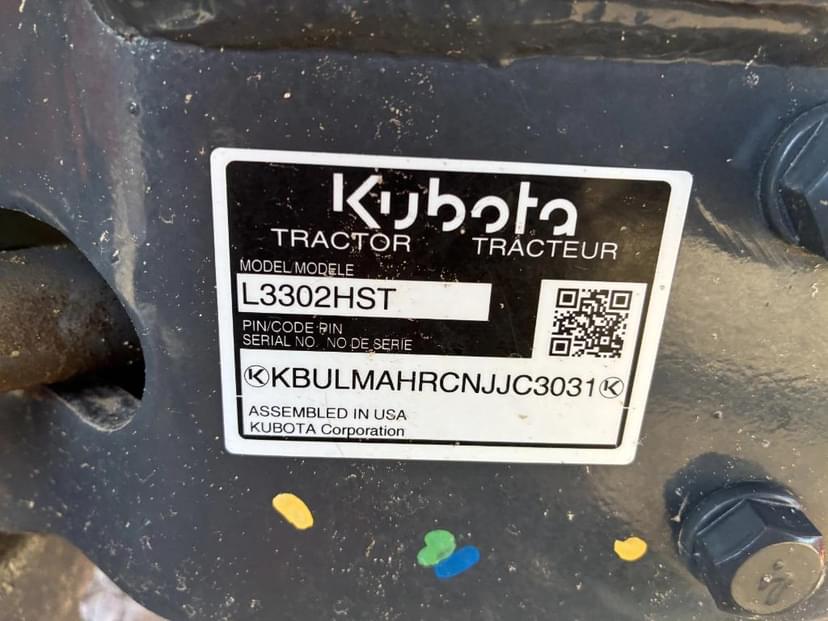 Kubota
TRACTOR TRACTEUR
MODEL/MODELE
L3302HST
PIN/CODE PIN
SERIAL NO. NO DE SERIE
KBULMAHRCNJJC3031
ASSEMBLED IN USA
KUBOTA Corporation